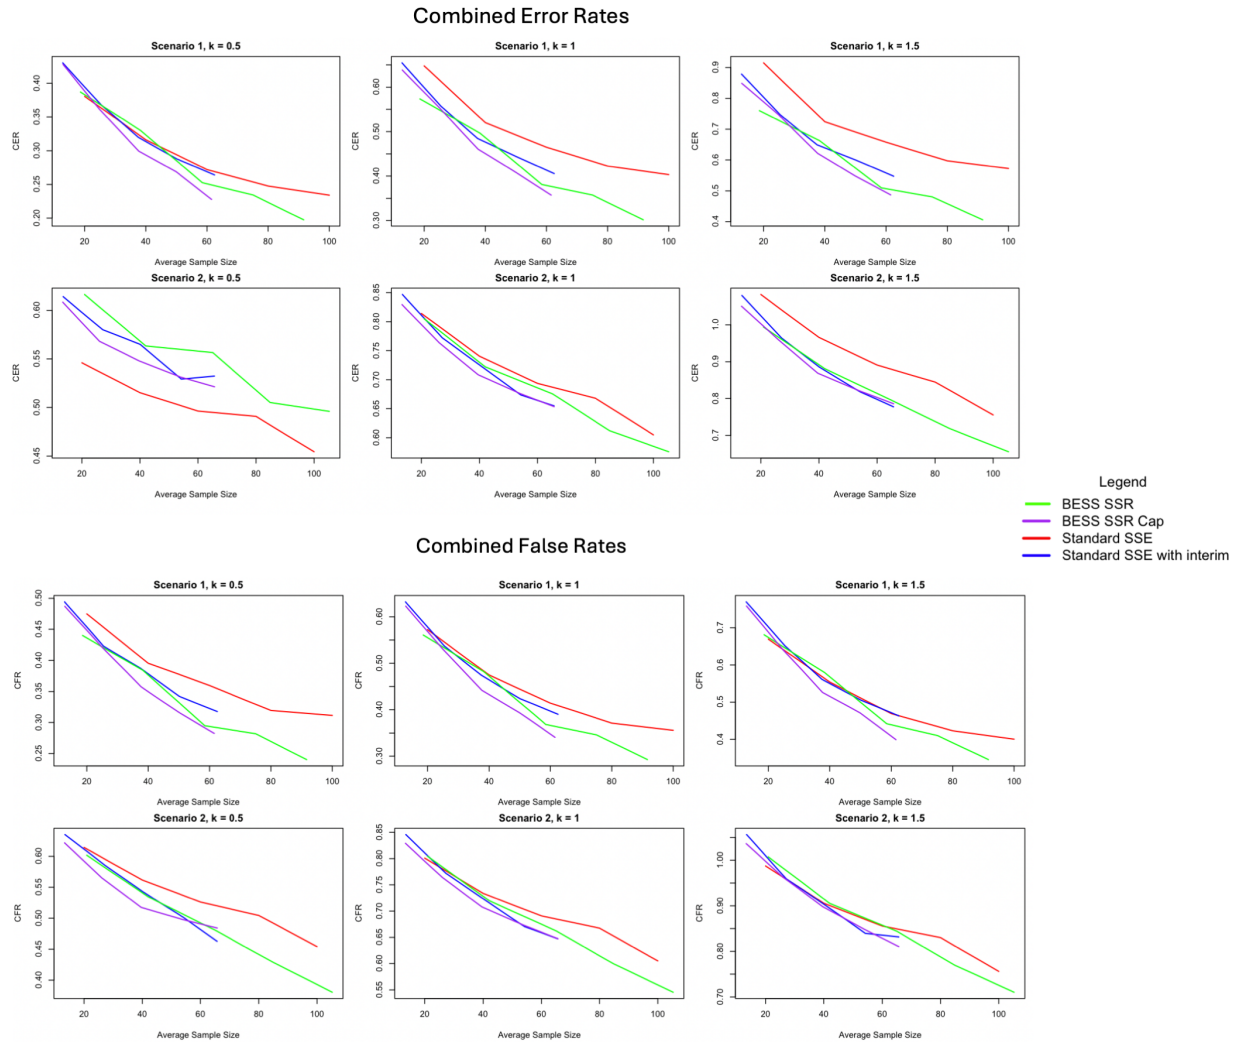 Combined Error Rates
Scenario 1, k = 0.5
CER
0.20 0.25 0.30 0.35 0.40
20 40 60 80 100
Average Sample Size
Scenario 1, k = 1
CER
0.30 0.40 0.50 0.60
20 40 60 80 100
Average Sample Size
Scenario 1, k = 1.5
CER
0.4 0.5 0.6 0.7 0.8 0.9
20 40 60 80 100
Average Sample Size
Scenario 2, k = 0.5
CER
0.45 0.50 0.55 0.60
20 40 60 80 100
Average Sample Size
Scenario 2, k = 1
CER
0.60 0.65 0.70 0.75 0.80 0.85
20 40 60 80 100
Average Sample Size
Scenario 2, k = 1.5
CER
0.7 0.8 0.9 1.0
20 40 60 80 100
Average Sample Size
Legend
BESS SSR
BESS SSR Cap
Standard SSE
Standard SSE with interim
Combined False Rates
Scenario 1, k = 0.5
CFR
0.25 0.30 0.35 0.40 0.45 0.50
20 40 60 80 100
Average Sample Size
Scenario 1, k = 1
CFR
0.30 0.40 0.50 0.60
20 40 60 80 100
Average Sample Size
Scenario 1, k = 1.5
CFR
0.4 0.5 0.6 0.7
20 40 60 80 100
Average Sample Size
Scenario 2, k = 0.5
CFR
0.40 0.45 0.50 0.55 0.60
20 40 60 80 100
Average Sample Size
Scenario 2, k = 1
CFR
0.55 0.60 0.65 0.70 0.75 0.80 0.85
20 40 60 80 100
Average Sample Size
Scenario 2, k = 1.5
CFR
0.70 0.80 0.90 1.00
20 40 60 80 100
Average Sample Size